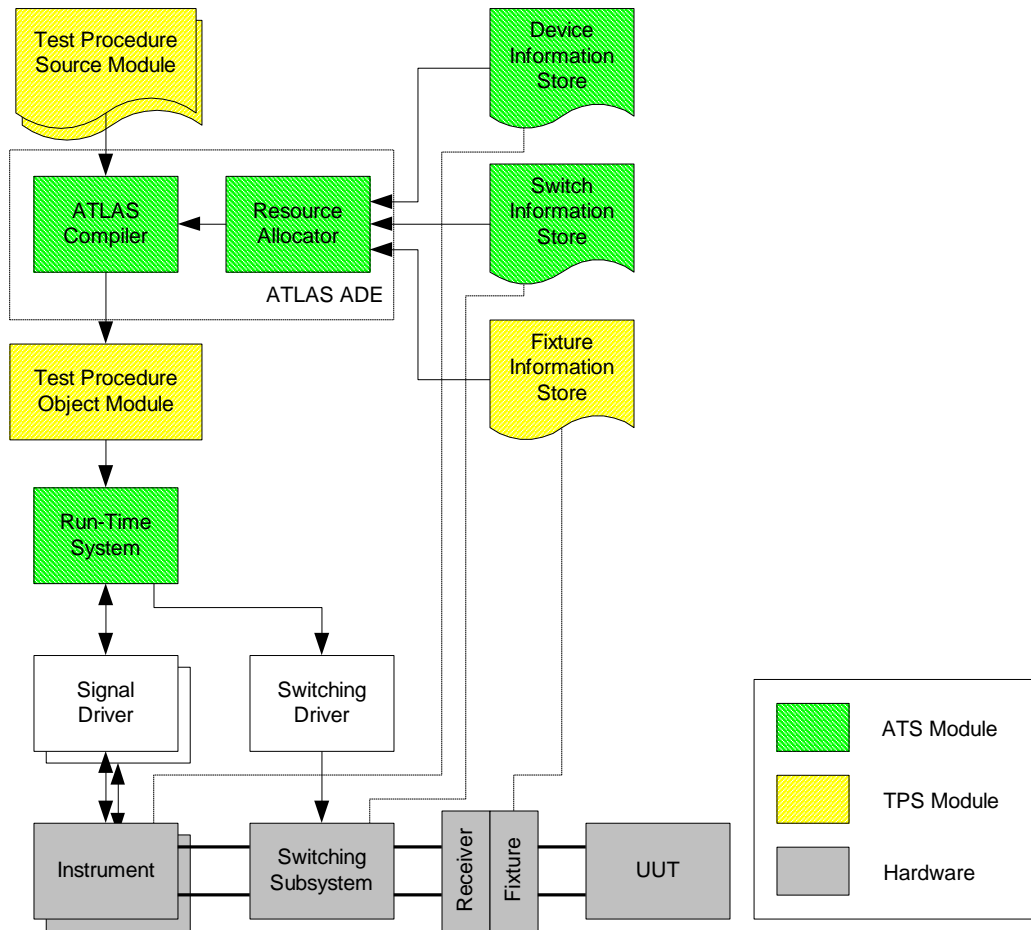 Test Procedure
Source Module
Device
Information
Store
ATLAS
Compiler
Resource
Allocator
Switch
Information
Store
ATLAS ADE
Test Procedure
Object Module
Fixture
Information
Store
Run-Time
System
Signal
Driver
Switching
Driver
Instrument
Switching
Subsystem
Receiver
Fixture
UUT
ATS Module
TPS Module
Hardware